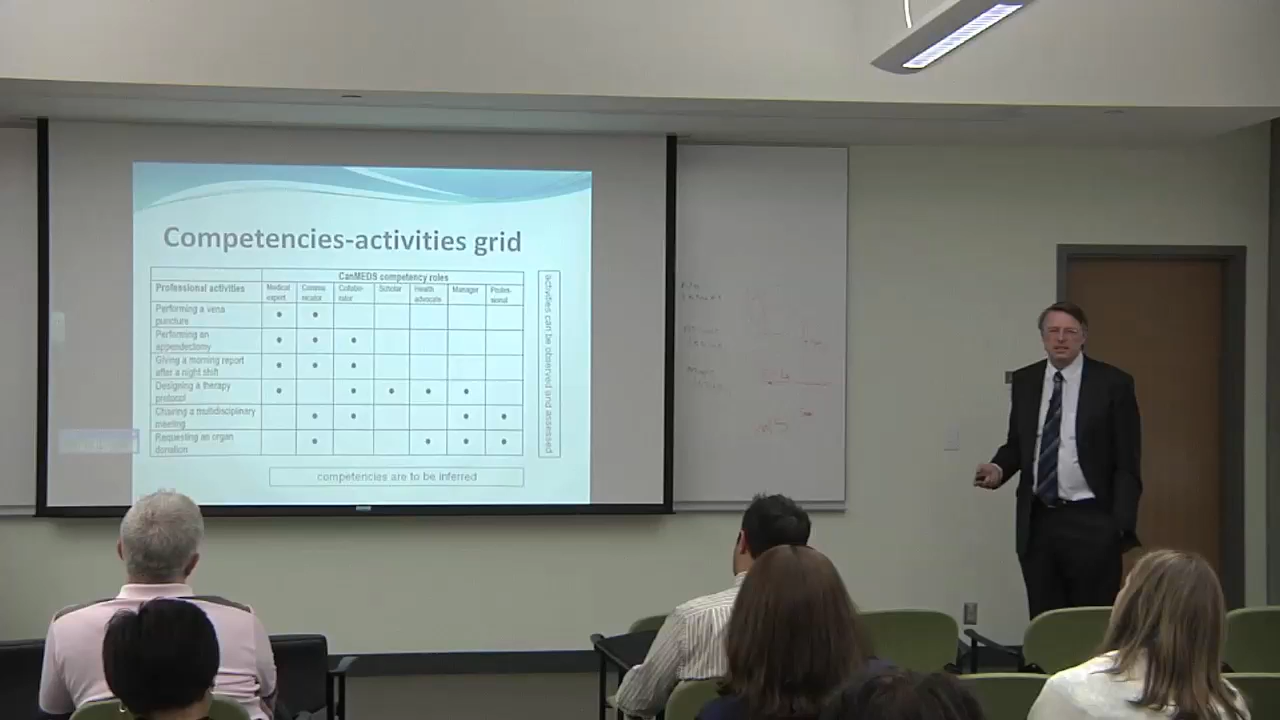 Competencies-activities grid
CanMEDS competency roles
Professional activities
Medical expert
Commu nicator
Collabo- rator
Scholar
Health advocate
Manager
Profes- sional
Performing a vena
puncture
Performing an
appendectomy
Giving a morning report
after a night shift
Designing a therapy
protocol
Chairing a multidisciplinary
meeting
Requesting an organ
donation
activities can be observed and assessed
competencies are to be inferred